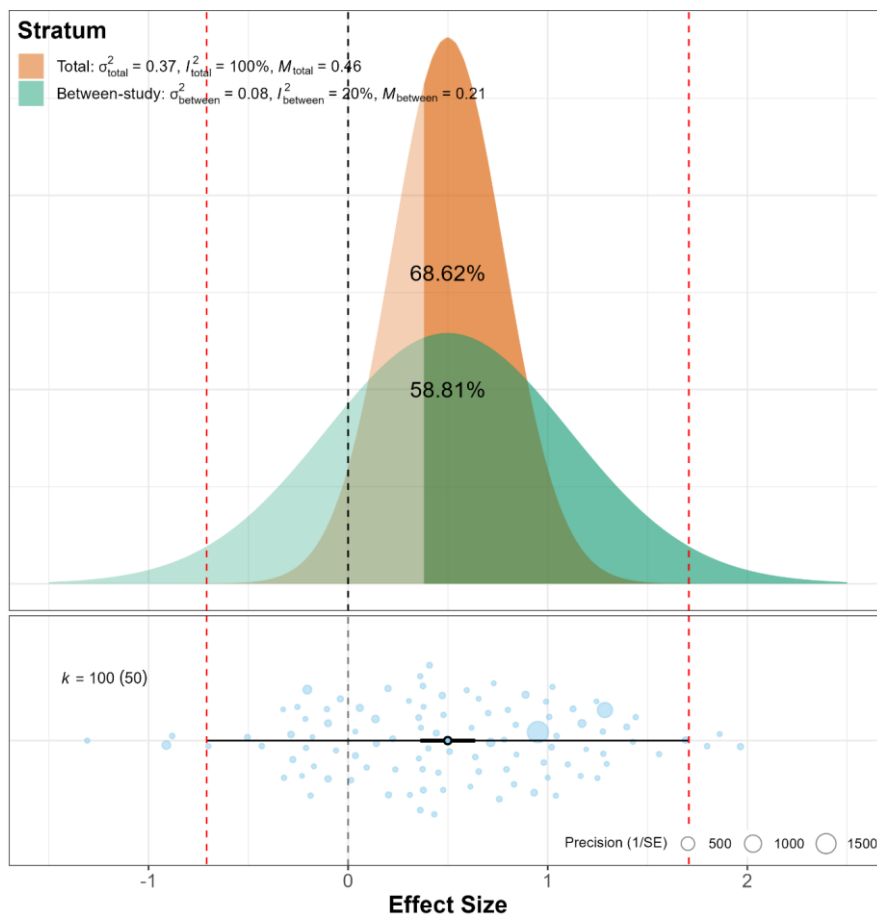 Stratum
Total: σ²total = 0.37, I²total = 100%, Mtotal = 0.46
Between-study: σ²between = 0.08, I²between = 20%, Mbetween = 0.21
68.62%
58.81%
k = 100 (50)
Precision (1/SE) 500 1000 1500
-1 0 1 2
Effect Size